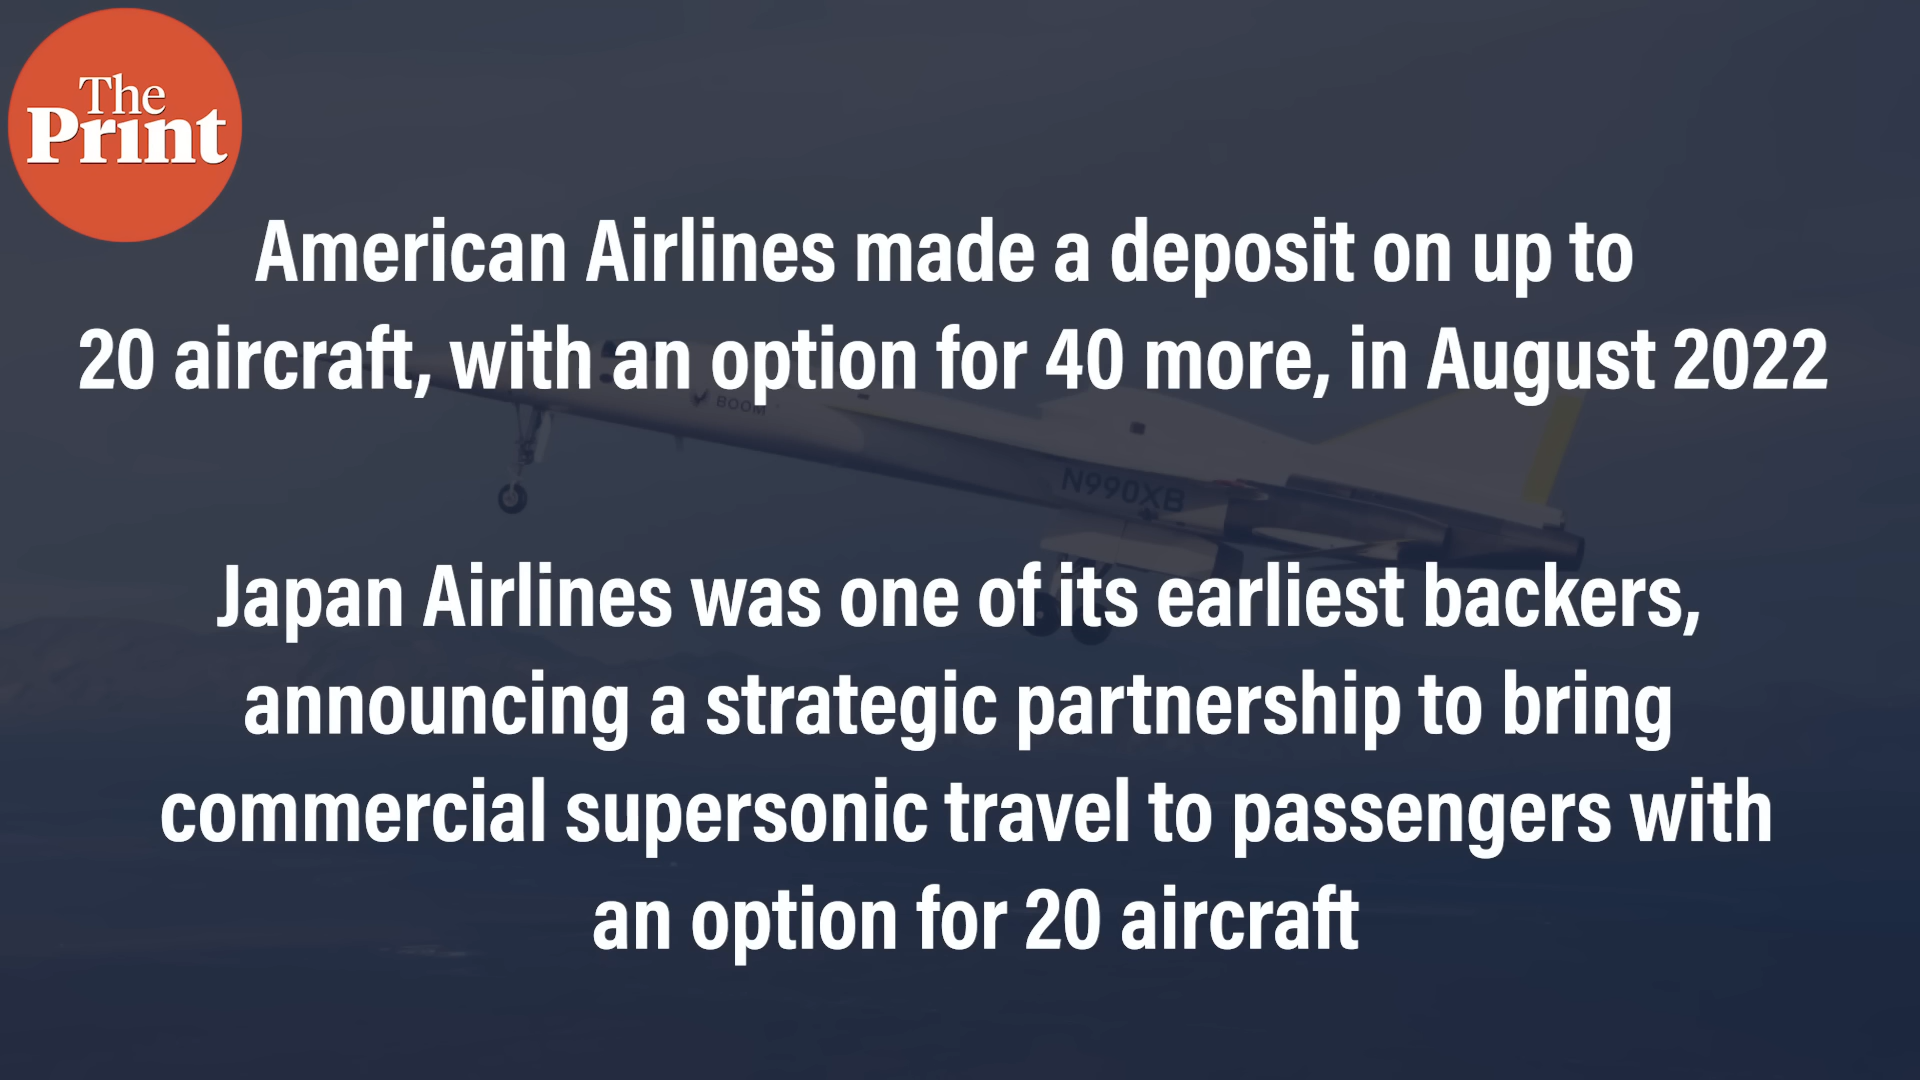 The
Print
American Airlines made a deposit on up to
20 aircraft, with an option for 40 more, in August 2022
BOOM
N990XB
Japan Airlines was one of its earliest backers,
announcing a strategic partnership to bring
commercial supersonic travel to passengers with
an option for 20 aircraft